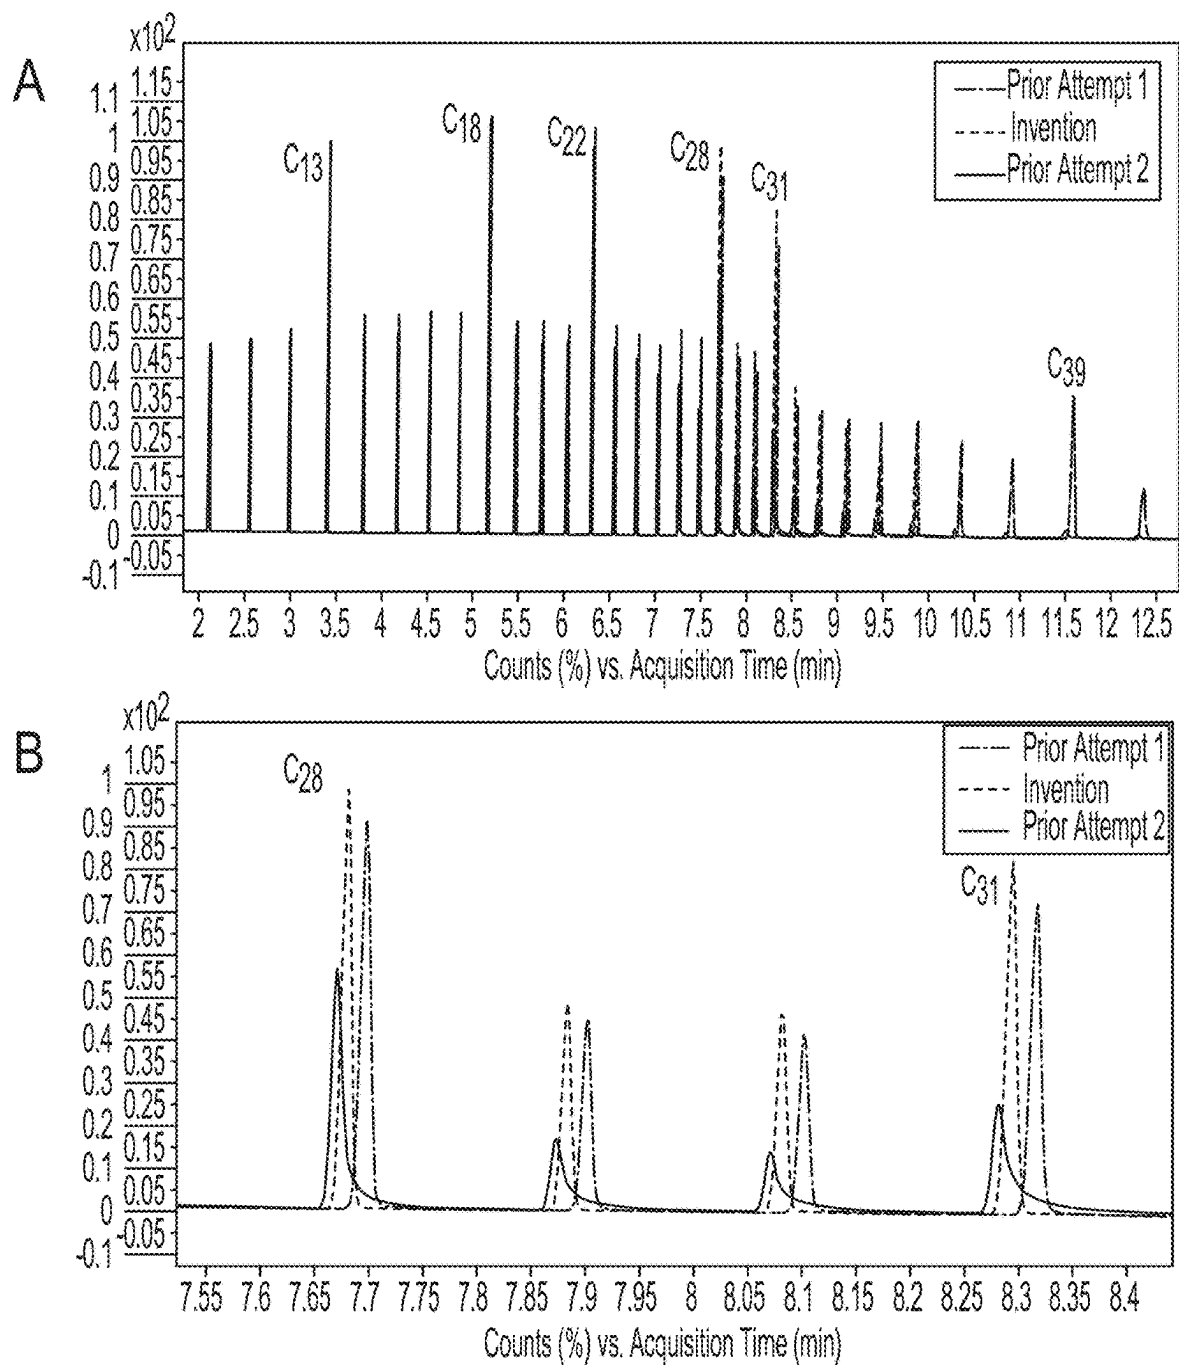 A
x10²
1.15
1.1
1.05
1
0.95
0.9
0.85
0.8
0.75
0.7
0.65
0.6
0.55
0.5
0.45
0.4
0.35
0.3
0.25
0.2
0.15
0.1
0.05
0
-0.05
-0.1
C13
C18
C22
C28
C31
C39
Prior Attempt 1
Invention
Prior Attempt 2
2 2.5 3 3.5 4 4.5 5 5.5 6 6.5 7 7.5 8 8.5 9 9.5 10 10.5 11 11.5 12 12.5
Counts (%) vs. Acquisition Time (min)
B
x10²
1.05
1
0.95
0.9
0.85
0.8
0.75
0.7
0.65
0.6
0.55
0.5
0.45
0.4
0.35
0.3
0.25
0.2
0.15
0.1
0.05
0
-0.05
-0.1
C28
C31
Prior Attempt 1
Invention
Prior Attempt 2
7.55 7.6 7.65 7.7 7.75 7.8 7.85 7.9 7.95 8 8.05 8.1 8.15 8.2 8.25 8.3 8.35 8.4
Counts (%) vs. Acquisition Time (min)